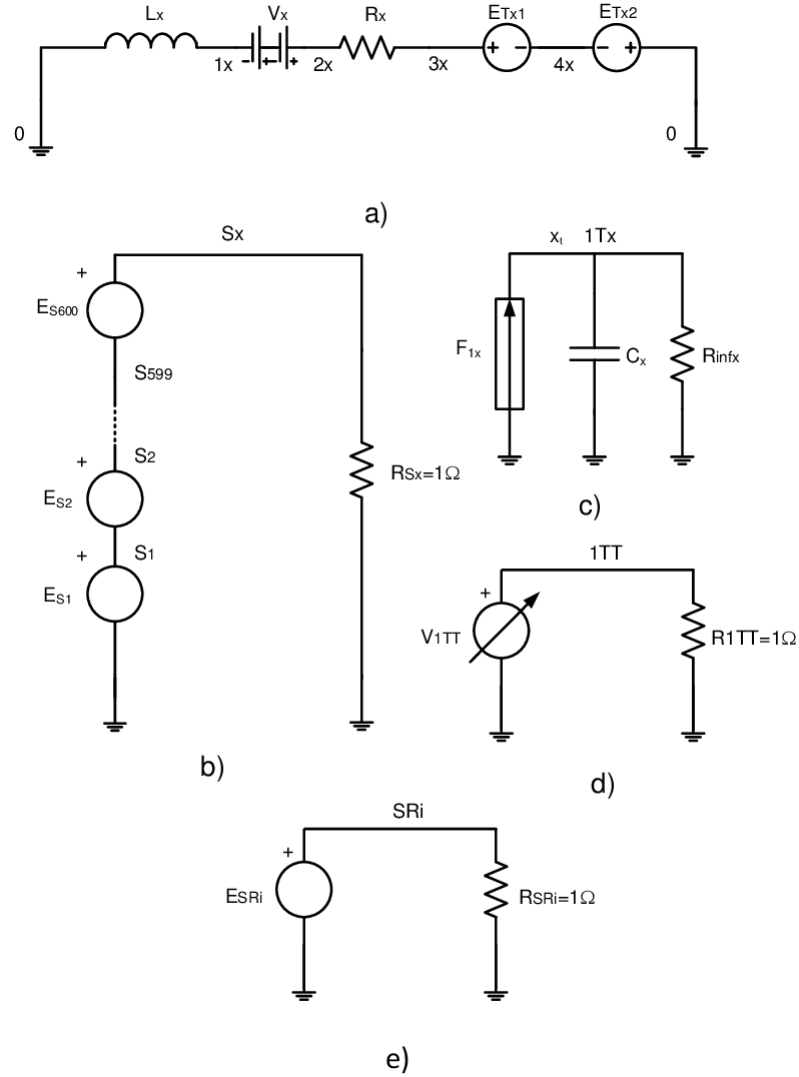 Lx Vx Rx ETx1 ETx2
1x - + - + 2x 3x + - 4x - +
0 0
a)
Sx
+
ES600
S599
S2
+
ES2
RSx=1Ω
+ S1
ES1
b)
xt 1Tx
F1x Cx Rinfx
c)
1TT
+
V1TT R1TT=1Ω
d)
SRi
+
ESRi RSRi=1Ω
e)